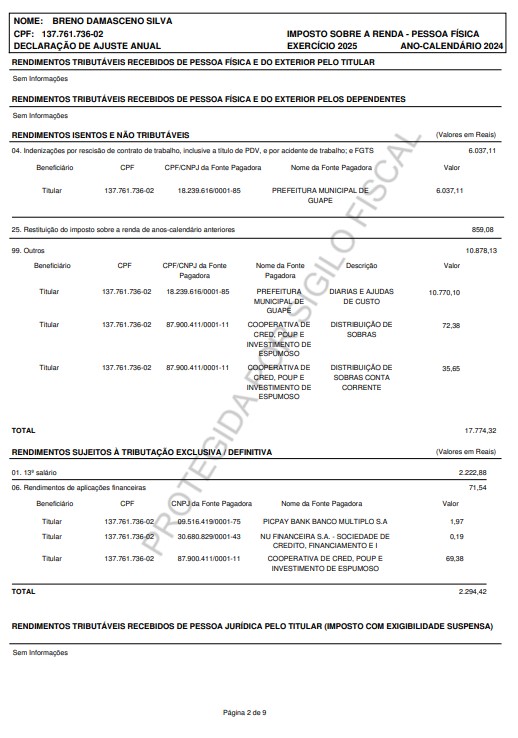 NOME: BRENO DAMASCENO SILVA
CPF: 137.761.736-02 IMPOSTO SOBRE A RENDA - PESSOA FÍSICA
DECLARAÇÃO DE AJUSTE ANUAL EXERCÍCIO 2025 ANO-CALENDÁRIO 2024
RENDIMENTOS TRIBUTÁVEIS RECEBIDOS DE PESSOA FÍSICA E DO EXTERIOR PELO TITULAR
Sem Informações
RENDIMENTOS TRIBUTÁVEIS RECEBIDOS DE PESSOA FÍSICA E DO EXTERIOR PELOS DEPENDENTES
Sem Informações
RENDIMENTOS ISENTOS E NÃO TRIBUTÁVEIS (Valores em Reais)
04. Indenizações por rescisão de contrato de trabalho, inclusive a título de PDV, e por acidente de trabalho; e FGTS 6.037,11
Beneficiário CPF CPF/CNPJ da Fonte Pagadora Nome da Fonte Pagadora Valor
Titular 137.761.736-02 18.239.616/0001-85 PREFEITURA MUNICIPAL DE 6.037,11
GUAPE
25. Restituição do imposto sobre a renda de anos-calendário anteriores 859,08
99. Outros 10.878,13
Beneficiário CPF CPF/CNPJ da Fonte Nome da Fonte Descrição Valor
Pagadora Pagadora
Titular 137.761.736-02 18.239.616/0001-85 PREFEITURA DIARIAS E AJUDAS 10.770,10
MUNICIPAL DE DE CUSTO
GUAPE
Titular 137.761.736-02 87.900.411/0001-11 COOPERATIVA DE DISTRIBUIÇÃO DE 72,38
CRED, POUP E SOBRAS
INVESTIMENTO DE
ESPUMOSO
Titular 137.761.736-02 87.900.411/0001-11 COOPERATIVA DE DISTRIBUIÇÃO DE 35,65
CRED, POUP E SOBRAS CONTA
INVESTIMENTO DE CORRENTE
ESPUMOSO
TOTAL 17.774,32
RENDIMENTOS SUJEITOS À TRIBUTAÇÃO EXCLUSIVA / DEFINITIVA (Valores em Reais)
01. 13º salário 2.222,88
06. Rendimentos de aplicações financeiras 71,54
Beneficiário CPF CNPJ da Fonte Pagadora Nome da Fonte Pagadora Valor
Titular 137.761.736-02 09.516.419/0001-75 PICPAY BANK BANCO MULTIPLO S.A 1,97
Titular 137.761.736-02 30.680.829/0001-43 NU FINANCEIRA S.A. - SOCIEDADE DE 0,19
CREDITO, FINANCIAMENTO E I
Titular 137.761.736-02 87.900.411/0001-11 COOPERATIVA DE CRED, POUP E 69,38
INVESTIMENTO DE ESPUMOSO
TOTAL 2.294,42
RENDIMENTOS TRIBUTÁVEIS RECEBIDOS DE PESSOA JURÍDICA PELO TITULAR (IMPOSTO COM EXIGIBILIDADE SUSPENSA)
Sem Informações
Página 2 de 9
PROTEGIDA POR SIGILO FISCAL